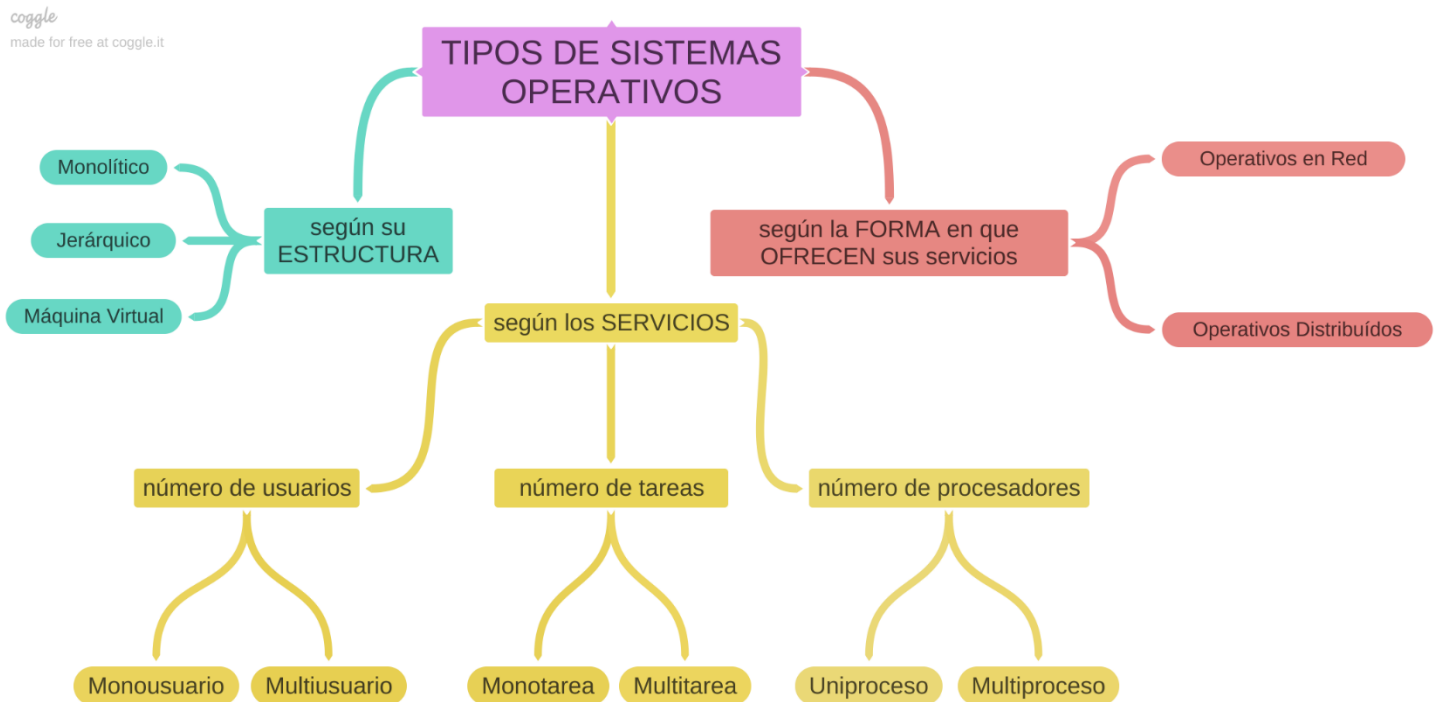 coggle
made for free at coggle.it
TIPOS DE SISTEMAS
OPERATIVOS
según su
ESTRUCTURA
Monolítico
Jerárquico
Máquina Virtual
según los SERVICIOS
número de usuarios
Monousuario
Multiusuario
número de tareas
Monotarea
Multitarea
número de procesadores
Uniproceso
Multiproceso
según la FORMA en que
OFRECEN sus servicios
Operativos en Red
Operativos Distribuídos